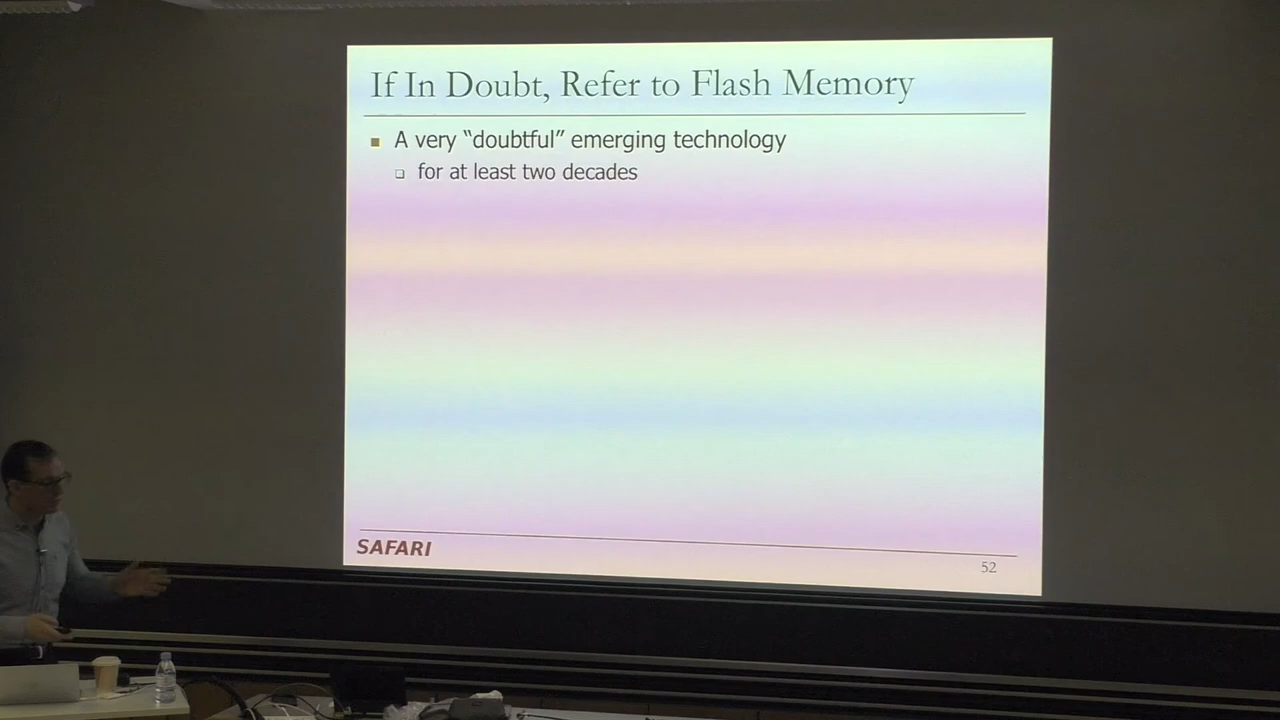 If In Doubt, Refer to Flash Memory
A very “doubtful” emerging technology
for at least two decades
SAFARI
52